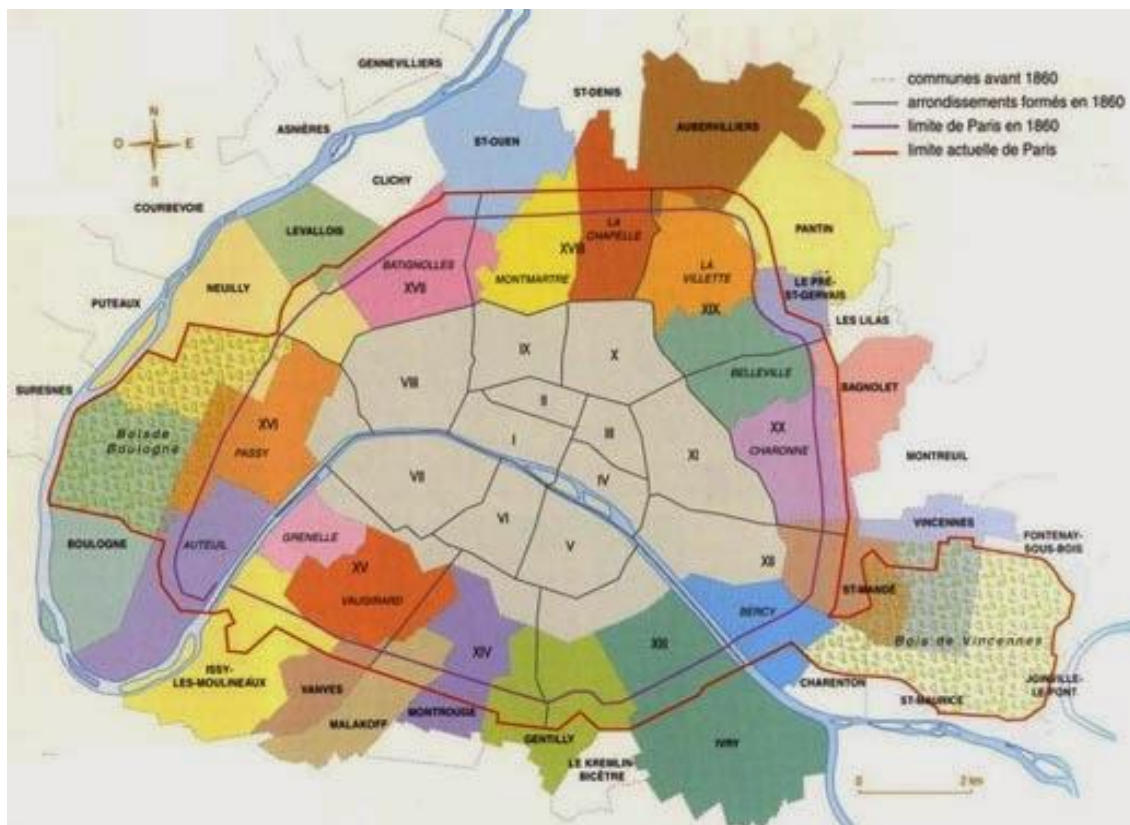 GENNEVILLIERS
ST-DENIS
communes avant 1860
arrondissements formés en 1860
limite de Paris en 1860
limite actuelle de Paris
N
O
E
S
ASNIÈRES
ST-OUEN
AUBERVILLIERS
CLICHY
COURBEVOIE
LEVALLOIS
PANTIN
BATIGNOLLES
XVII
MONTMARTRE
XVIII
LA
CHAPELLE
LA
VILLETTE
XIX
NEUILLY
PUTEAUX
LE PRÉ-
ST-GERVAIS
LES LILAS
SURESNES
BAGNOLET
VIII
IX
X
BELLEVILLE
II
III
I
IV
XI
XX
CHARONNE
Bois de
Boulogne
XVI
PASSY
MONTREUIL
VII
VI
V
BOULOGNE
AUTEUIL
GRENELLE
XV
VAUGIRARD
XII
VINCENNES
FONTENAY-
SOUS-BOIS
ST-MANDÉ
BERCY
Bois de Vincennes
XIV
XIII
ISSY-
LES-MOULINEAUX
VANVES
MALAKOFF
MONTROUGE
GENTILLY
LE KREMLIN-
BICÊTRE
IVRY
CHARENTON
ST-MAURICE
JOINVILLE-
LE-PONT
0
2 km